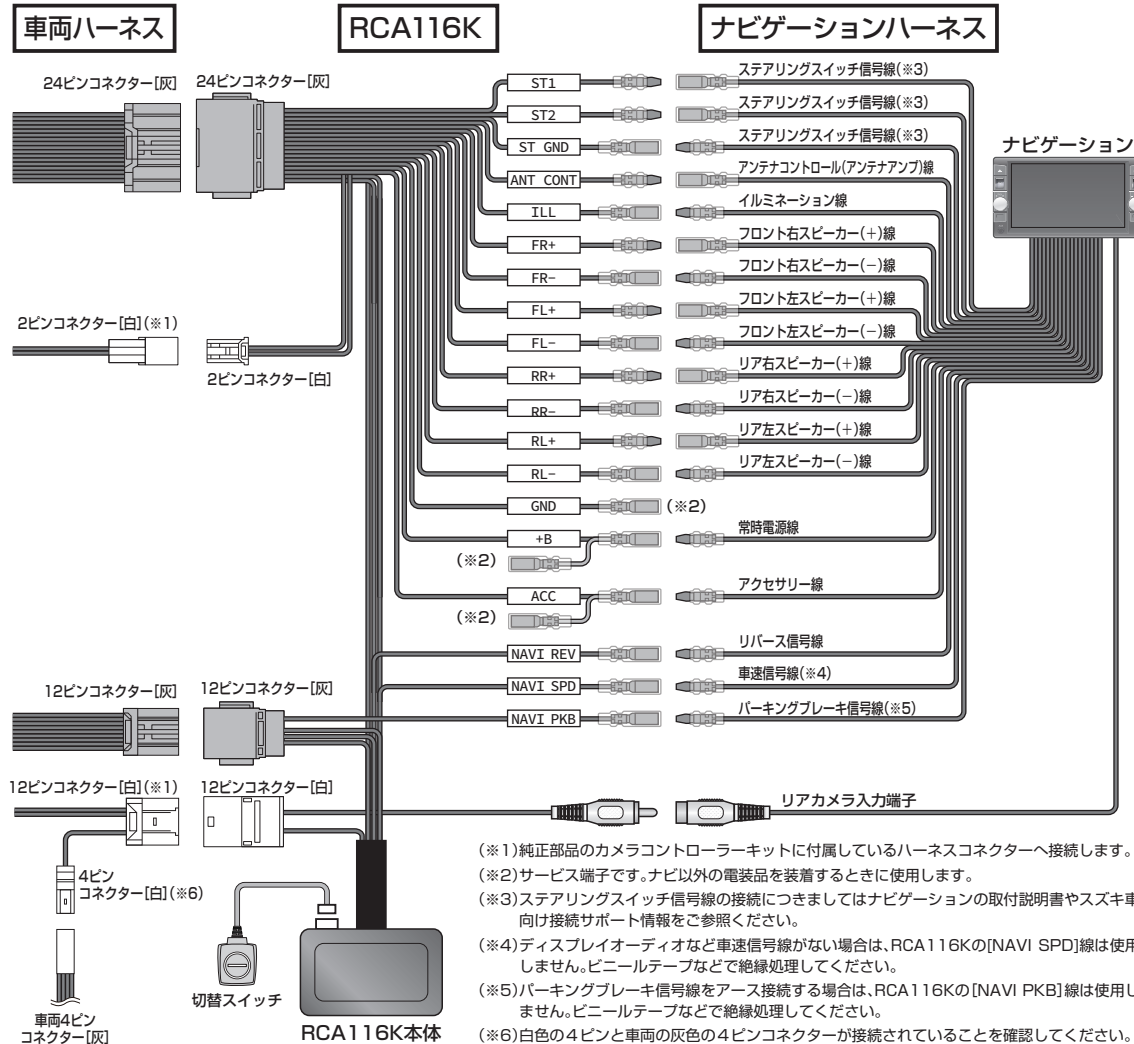 車両ハーネス
RCA116K
ナビゲーションハーネス
24ピンコネクター[灰]
24ピンコネクター[灰]
ST1
ステアリングスイッチ信号線(※3)
ST2
ステアリングスイッチ信号線(※3)
ST GND
ステアリングスイッチ信号線(※3)
ナビゲーション
ANT CONT
アンテナコントロール(アンテナアンプ)線
ILL
イルミネーション線
FR+
フロント右スピーカー(+)線
FR-
フロント右スピーカー(−)線
FL+
フロント左スピーカー(+)線
2ピンコネクター[白](※1)
FL-
フロント左スピーカー(−)線
2ピンコネクター[白]
RR+
リア右スピーカー(+)線
RR-
リア右スピーカー(−)線
RL+
リア左スピーカー(+)線
RL-
リア左スピーカー(−)線
GND
(※2)
+B
常時電源線
(※2)
ACC
アクセサリー線
(※2)
NAVI REV
リバース信号線
12ピンコネクター[灰]
12ピンコネクター[灰]
NAVI SPD
車速信号線(※4)
NAVI PKB
パーキングブレーキ信号線(※5)
12ピンコネクター[白](※1)
12ピンコネクター[白]
リアカメラ入力端子
4ピン
コネクター[白](※6)
切替スイッチ
RCA116K本体
車両4ピン
コネクター[灰]
(※1)純正部品のカメラコントローラーキットに付属しているハーネスコネクターへ接続します。
(※2)サービス端子です。ナビ以外の電装品を装着するときに使用します。
(※3)ステアリングスイッチ信号線の接続につきましてはナビゲーションの取付説明書やスズキ車
向け接続サポート情報をご参照ください。
(※4)ディスプレイオーディオなど車速信号線がない場合は、RCA116Kの[NAVI SPD]線は使用
しません。ビニールテープなどで絶縁処理してください。
(※5)パーキングブレーキ信号線をアース接続する場合は、RCA116Kの[NAVI PKB]線は使用し
ません。ビニールテープなどで絶縁処理してください。
(※6)白色の4ピンと車両の灰色の4ピンコネクターが接続されていることを確認してください。